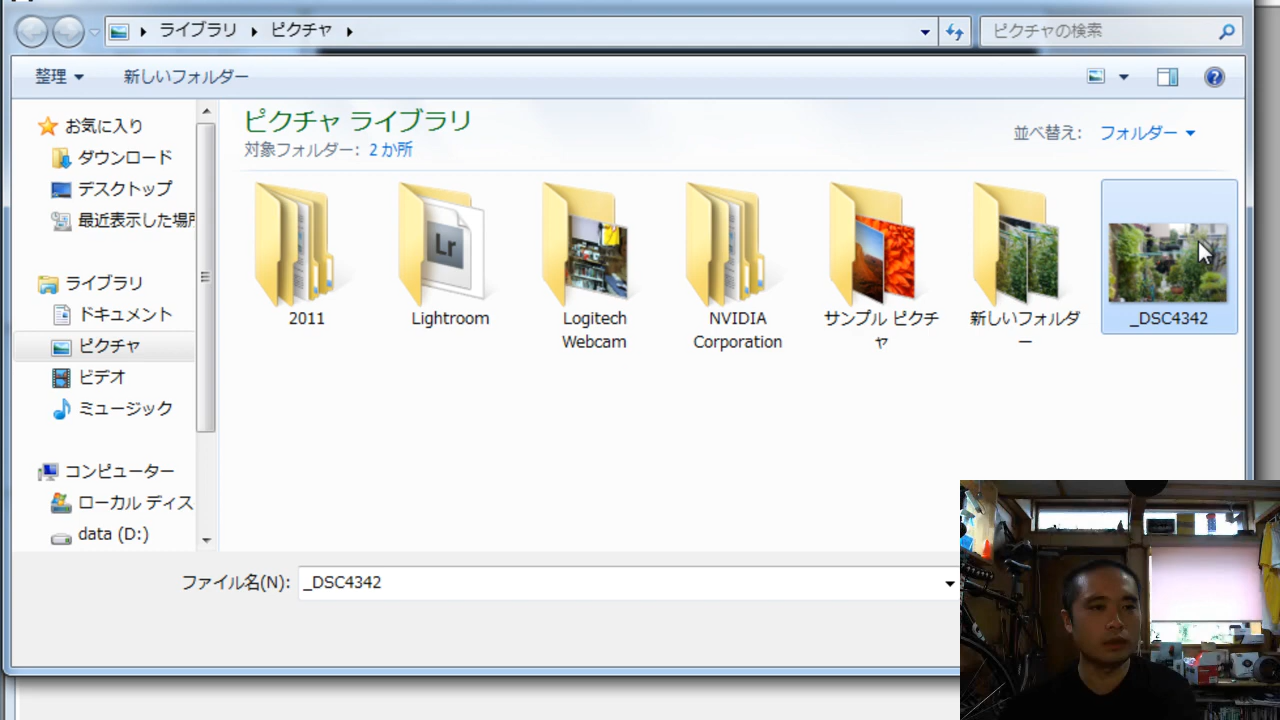 ライブラリ ピクチャ
ピクチャの検索
整理 新しいフォルダー
ピクチャ ライブラリ
対象フォルダー: 2 か所
並べ替え: フォルダー
お気に入り
ダウンロード
デスクトップ
最近表示した場所
ライブラリ
ドキュメント
ピクチャ
ビデオ
ミュージック
コンピューター
ローカル ディス
data (D:)
2011
Lightroom
Logitech
Webcam
NVIDIA
Corporation
サンプル ピクチ
ャ
新しいフォルダ
ー
_DSC4342
Lr
ファイル名(N): _DSC4342